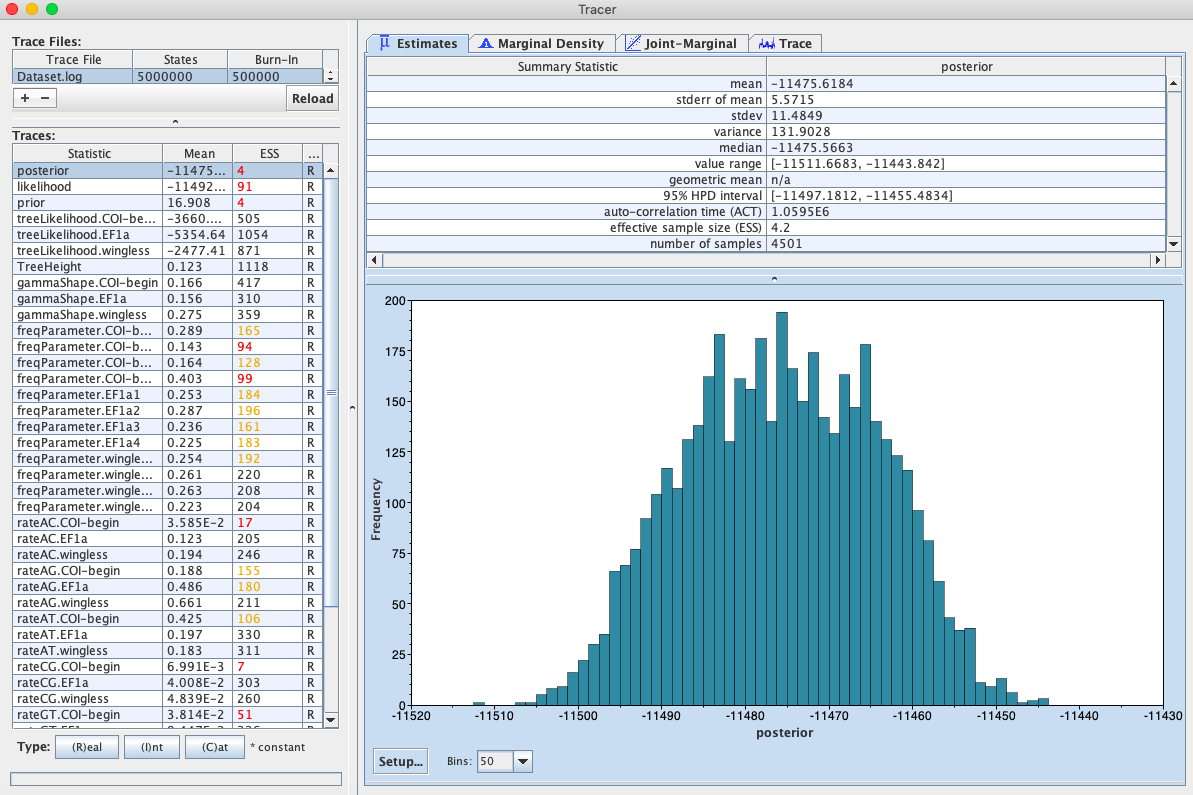 Tracer
Trace Files:
Trace File States Burn-In
Dataset.log 5000000 500000
+ − Reload
Traces:
Statistic Mean ESS ...
posterior -11475... 4 R
likelihood -11492... 91 R
prior 16.908 4 R
treeLikelihood.COI-be... -3660.... 505 R
treeLikelihood.EF1a -5354.64 1054 R
treeLikelihood.wingless -2477.41 871 R
TreeHeight 0.123 1118 R
gammaShape.COI-begin 0.166 417 R
gammaShape.EF1a 0.156 310 R
gammaShape.wingless 0.275 359 R
freqParameter.COI-b... 0.289 165 R
freqParameter.COI-b... 0.143 94 R
freqParameter.COI-b... 0.164 128 R
freqParameter.COI-b... 0.403 99 R
freqParameter.EF1a1 0.253 184 R
freqParameter.EF1a2 0.287 196 R
freqParameter.EF1a3 0.236 161 R
freqParameter.EF1a4 0.225 183 R
freqParameter.wingle... 0.254 192 R
freqParameter.wingle... 0.261 220 R
freqParameter.wingle... 0.263 208 R
freqParameter.wingle... 0.223 204 R
rateAC.COI-begin 3.585E-2 17 R
rateAC.EF1a 0.123 205 R
rateAC.wingless 0.194 246 R
rateAG.COI-begin 0.188 155 R
rateAG.EF1a 0.486 180 R
rateAG.wingless 0.661 211 R
rateAT.COI-begin 0.425 106 R
rateAT.EF1a 0.197 330 R
rateAT.wingless 0.183 311 R
rateCG.COI-begin 6.991E-3 7 R
rateCG.EF1a 4.008E-2 303 R
rateCG.wingless 4.839E-2 260 R
rateGT.COI-begin 3.814E-2 51 R
Type: (R)eal (I)nt (C)at * constant
μ Estimates Marginal Density Joint-Marginal Trace
Summary Statistic posterior
mean -11475.6184
stderr of mean 5.5715
stdev 11.4849
variance 131.9028
median -11475.5663
value range [-11511.6683, -11443.842]
geometric mean n/a
95% HPD interval [-11497.1812, -11455.4834]
auto-correlation time (ACT) 1.0595E6
effective sample size (ESS) 4.2
number of samples 4501
200
175
150
125
100
75
50
25
0
Frequency
-11520 -11510 -11500 -11490 -11480 -11470 -11460 -11450 -11440 -11430
posterior
Setup... Bins: 50